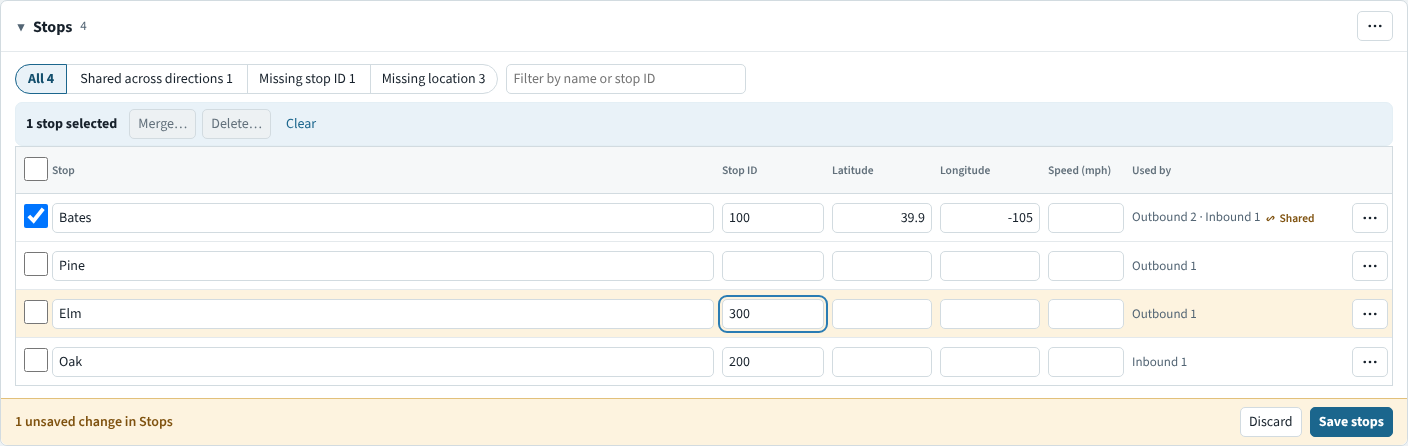 ▼ Stops 4 ...
All 4 Shared across directions 1 Missing stop ID 1 Missing location 3 Filter by name or stop ID
1 stop selected Merge… Delete… Clear
Stop Stop ID Latitude Longitude Speed (mph) Used by
Bates 100 39.9 -105 Outbound 2 · Inbound 1 Shared ...
Pine Outbound 1 ...
Elm 300 Outbound 1 ...
Oak 200 Inbound 1 ...
1 unsaved change in Stops Discard Save stops